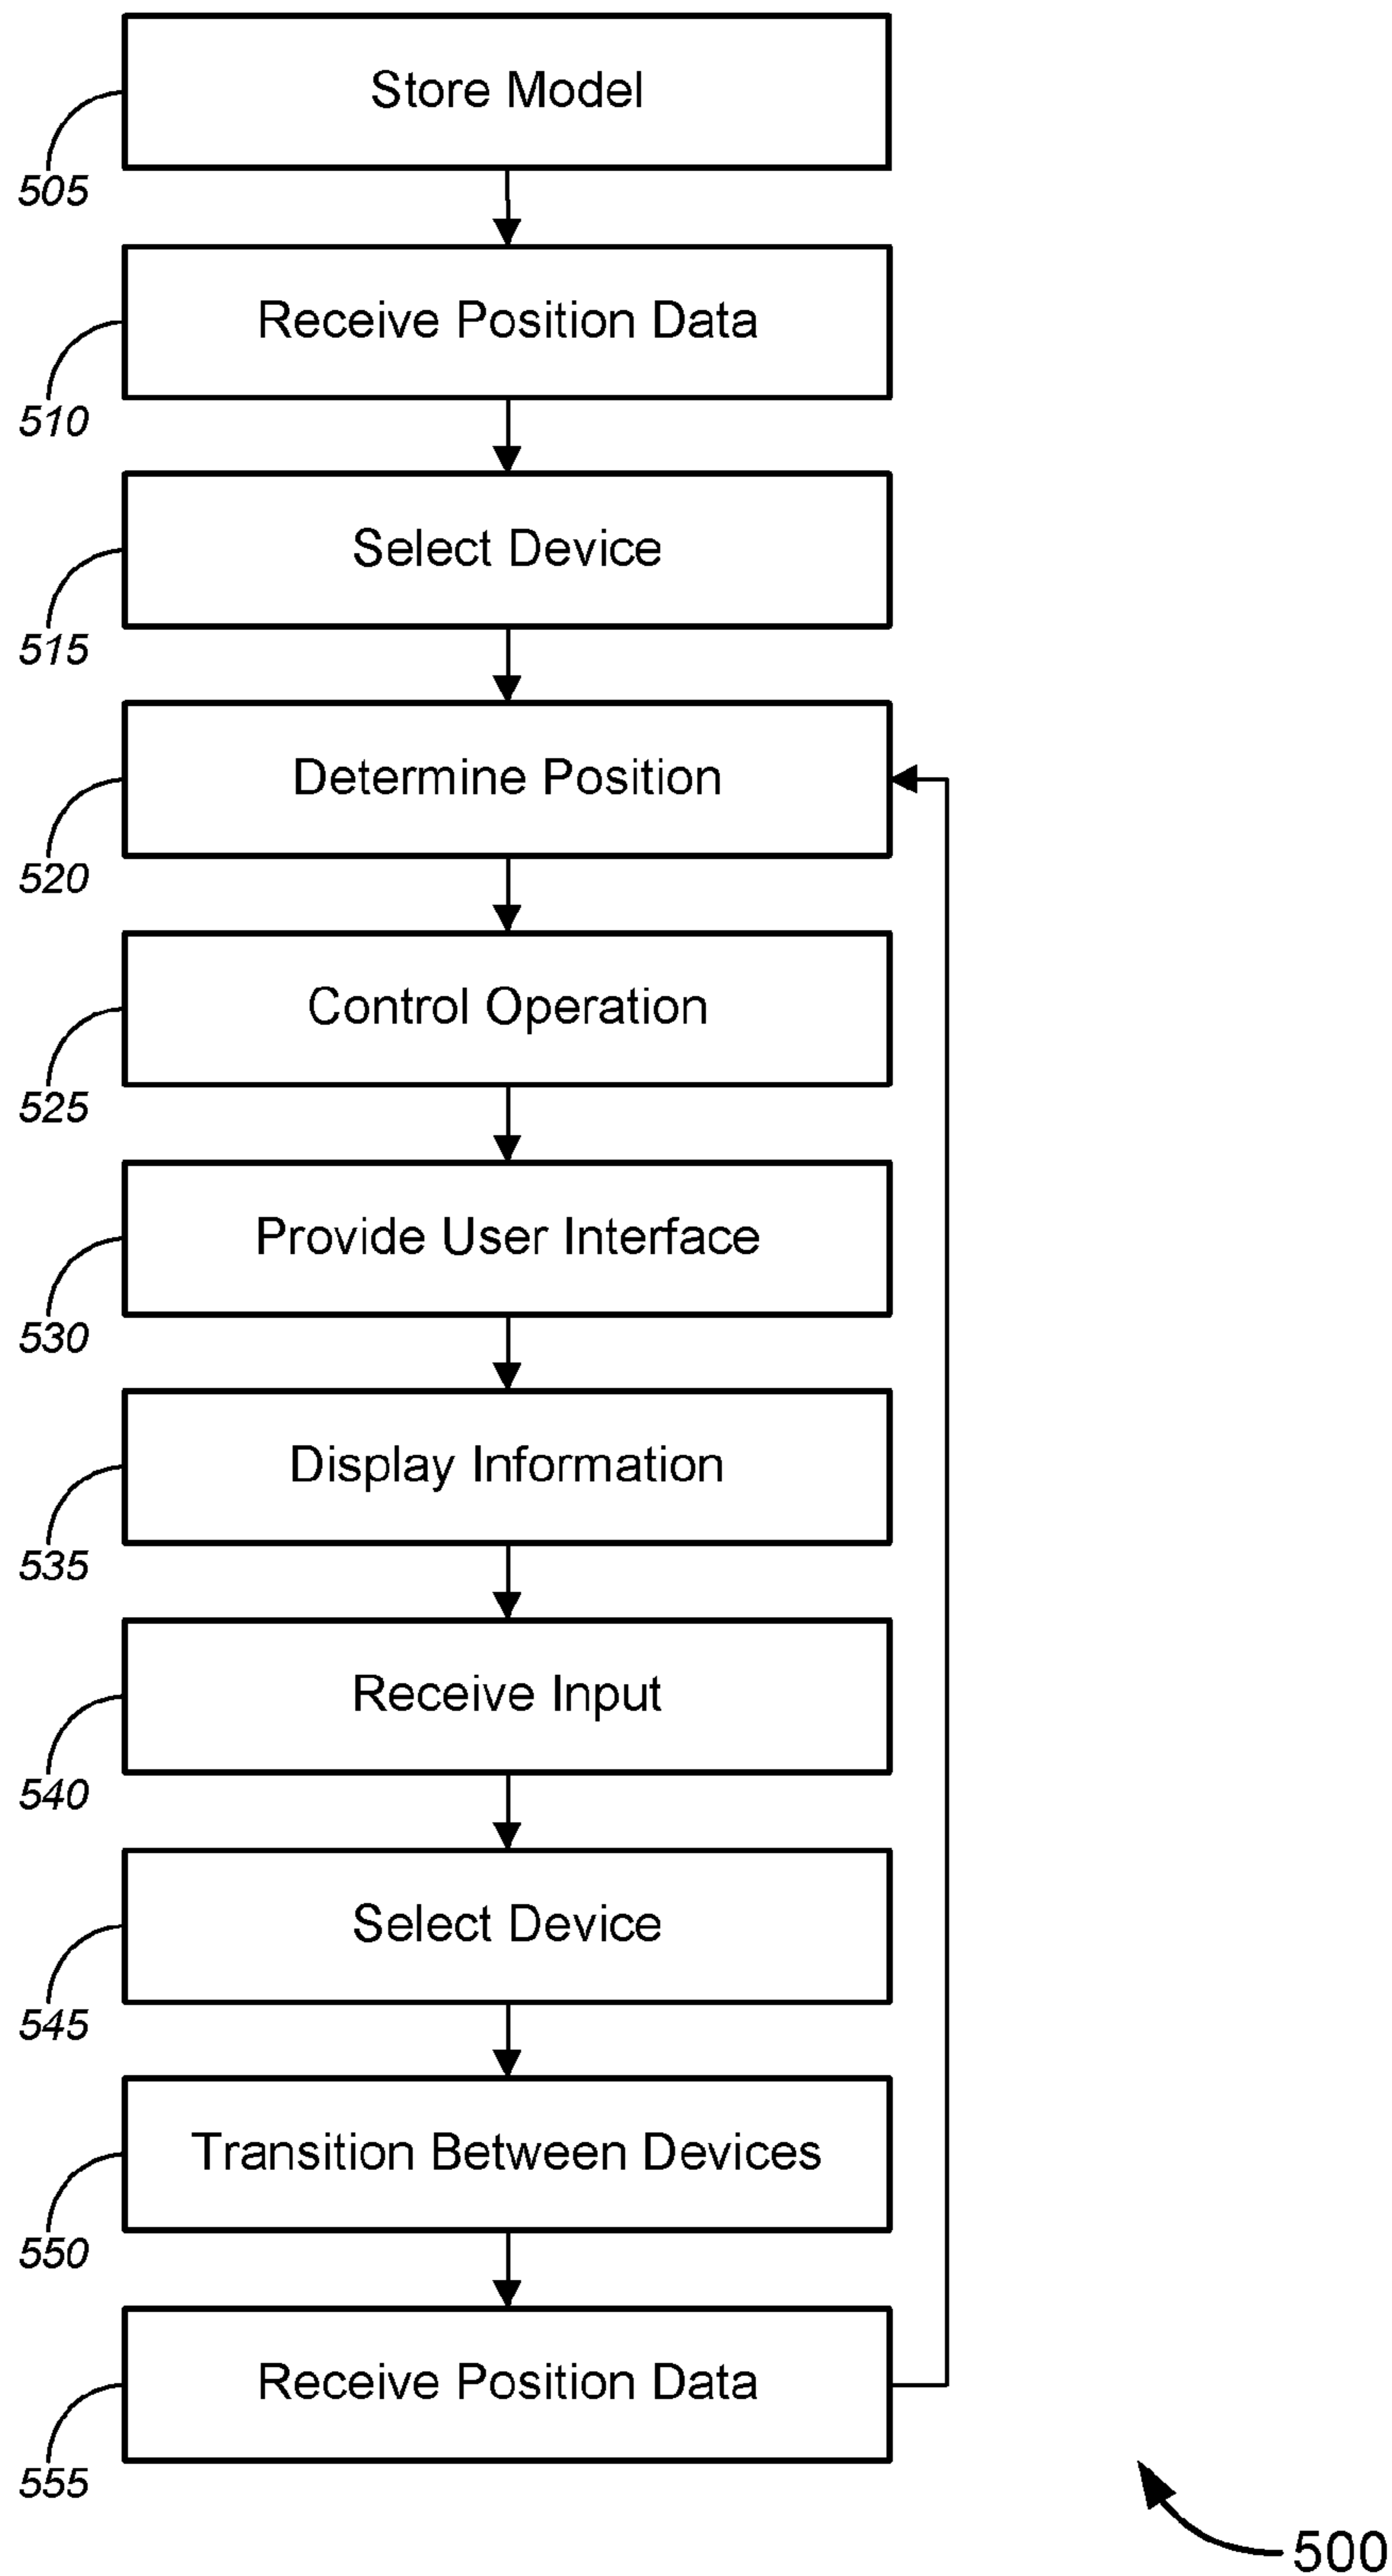 Store Model
505
Receive Position Data
510
Select Device
515
Determine Position
520
Control Operation
525
Provide User Interface
530
Display Information
535
Receive Input
540
Select Device
545
Transition Between Devices
550
Receive Position Data
555
500